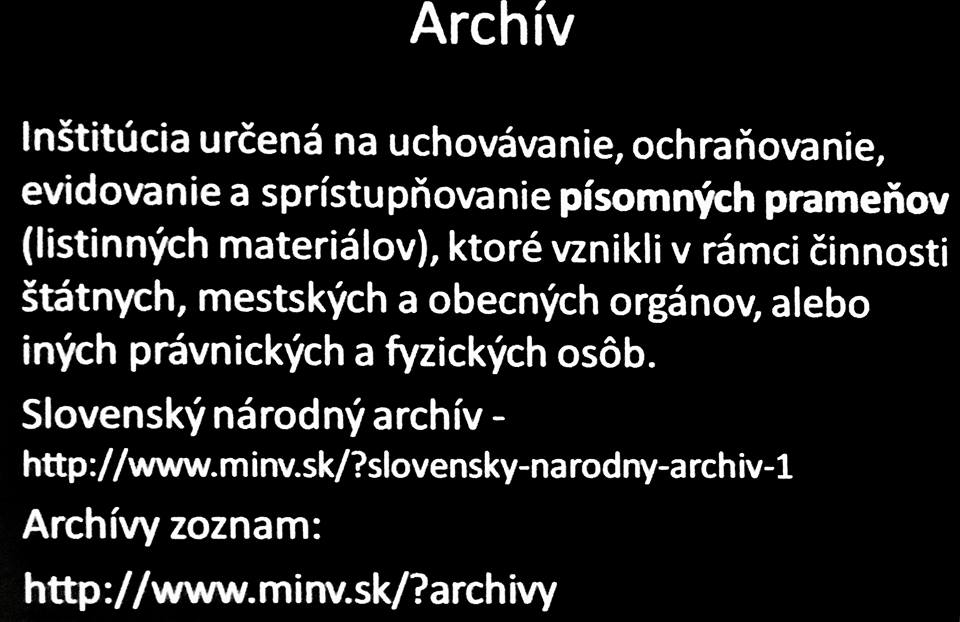 Archív
Inštitúcia určená na uchovávanie, ochraňovanie,
evidovanie a sprístupňovanie písomných prameňov
(listinných materiálov), ktoré vznikli v rámci činnosti
štátnych, mestských a obecných orgánov, alebo
iných právnických a fyzických osôb.
Slovenský národný archív -
http://www.minv.sk/?slovensky-narodny-archiv-1
Archívy zoznam:
http://www.minv.sk/?archivy